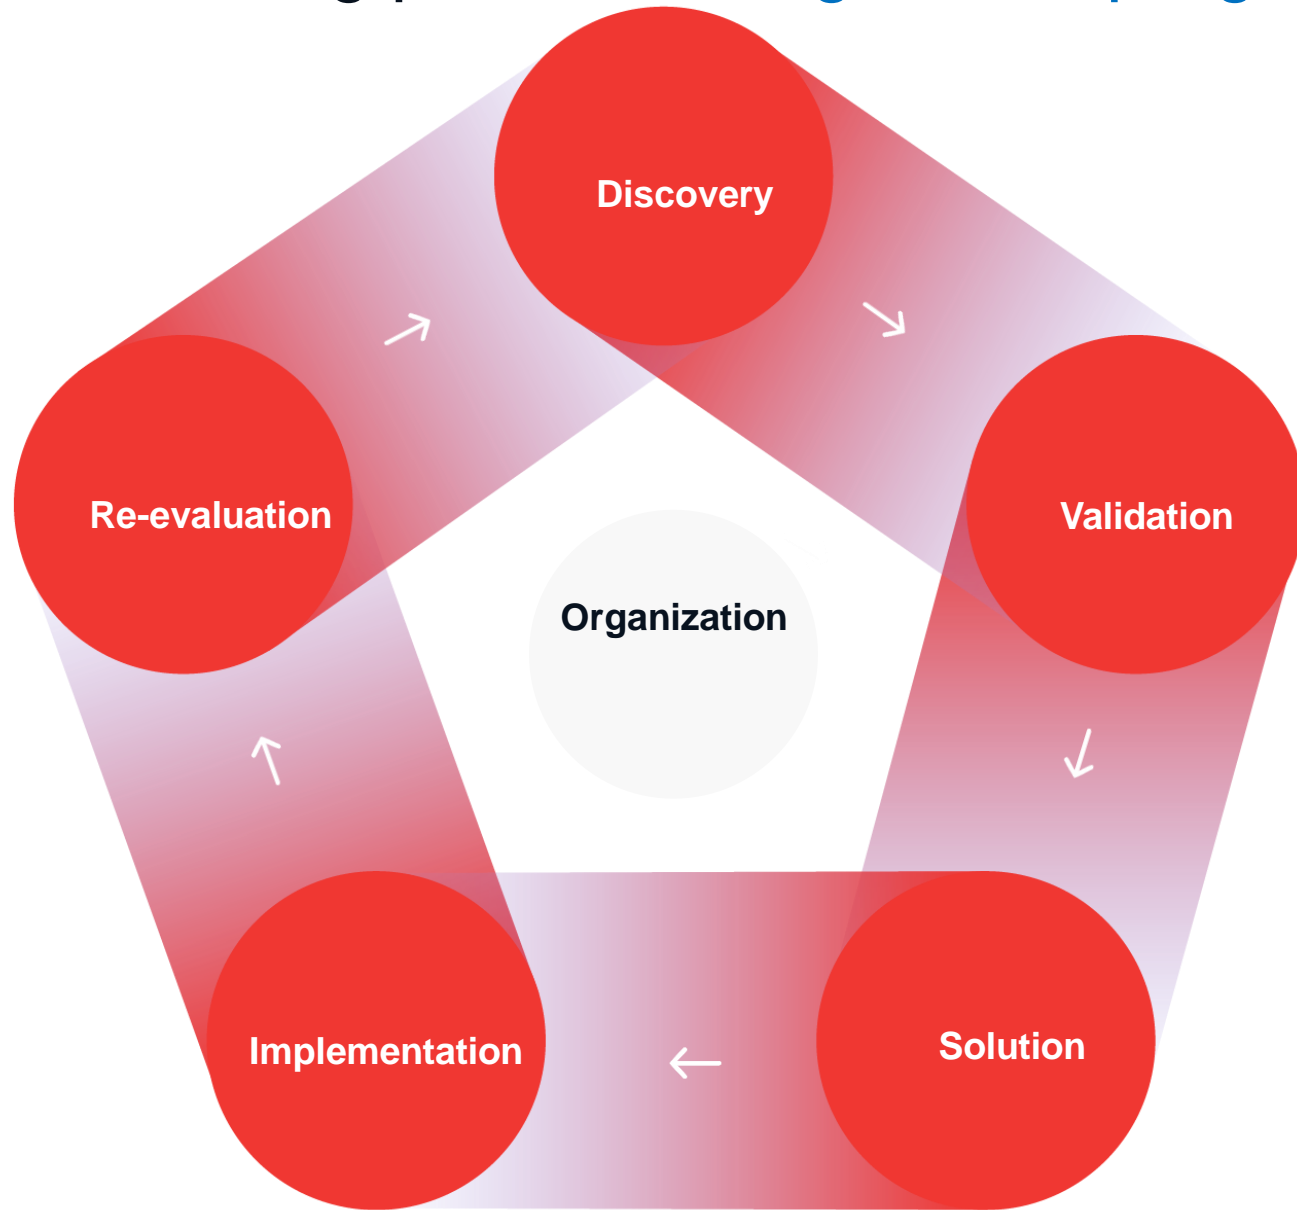 Discovery
Re-evaluation
Validation
Organization
Implementation
Solution